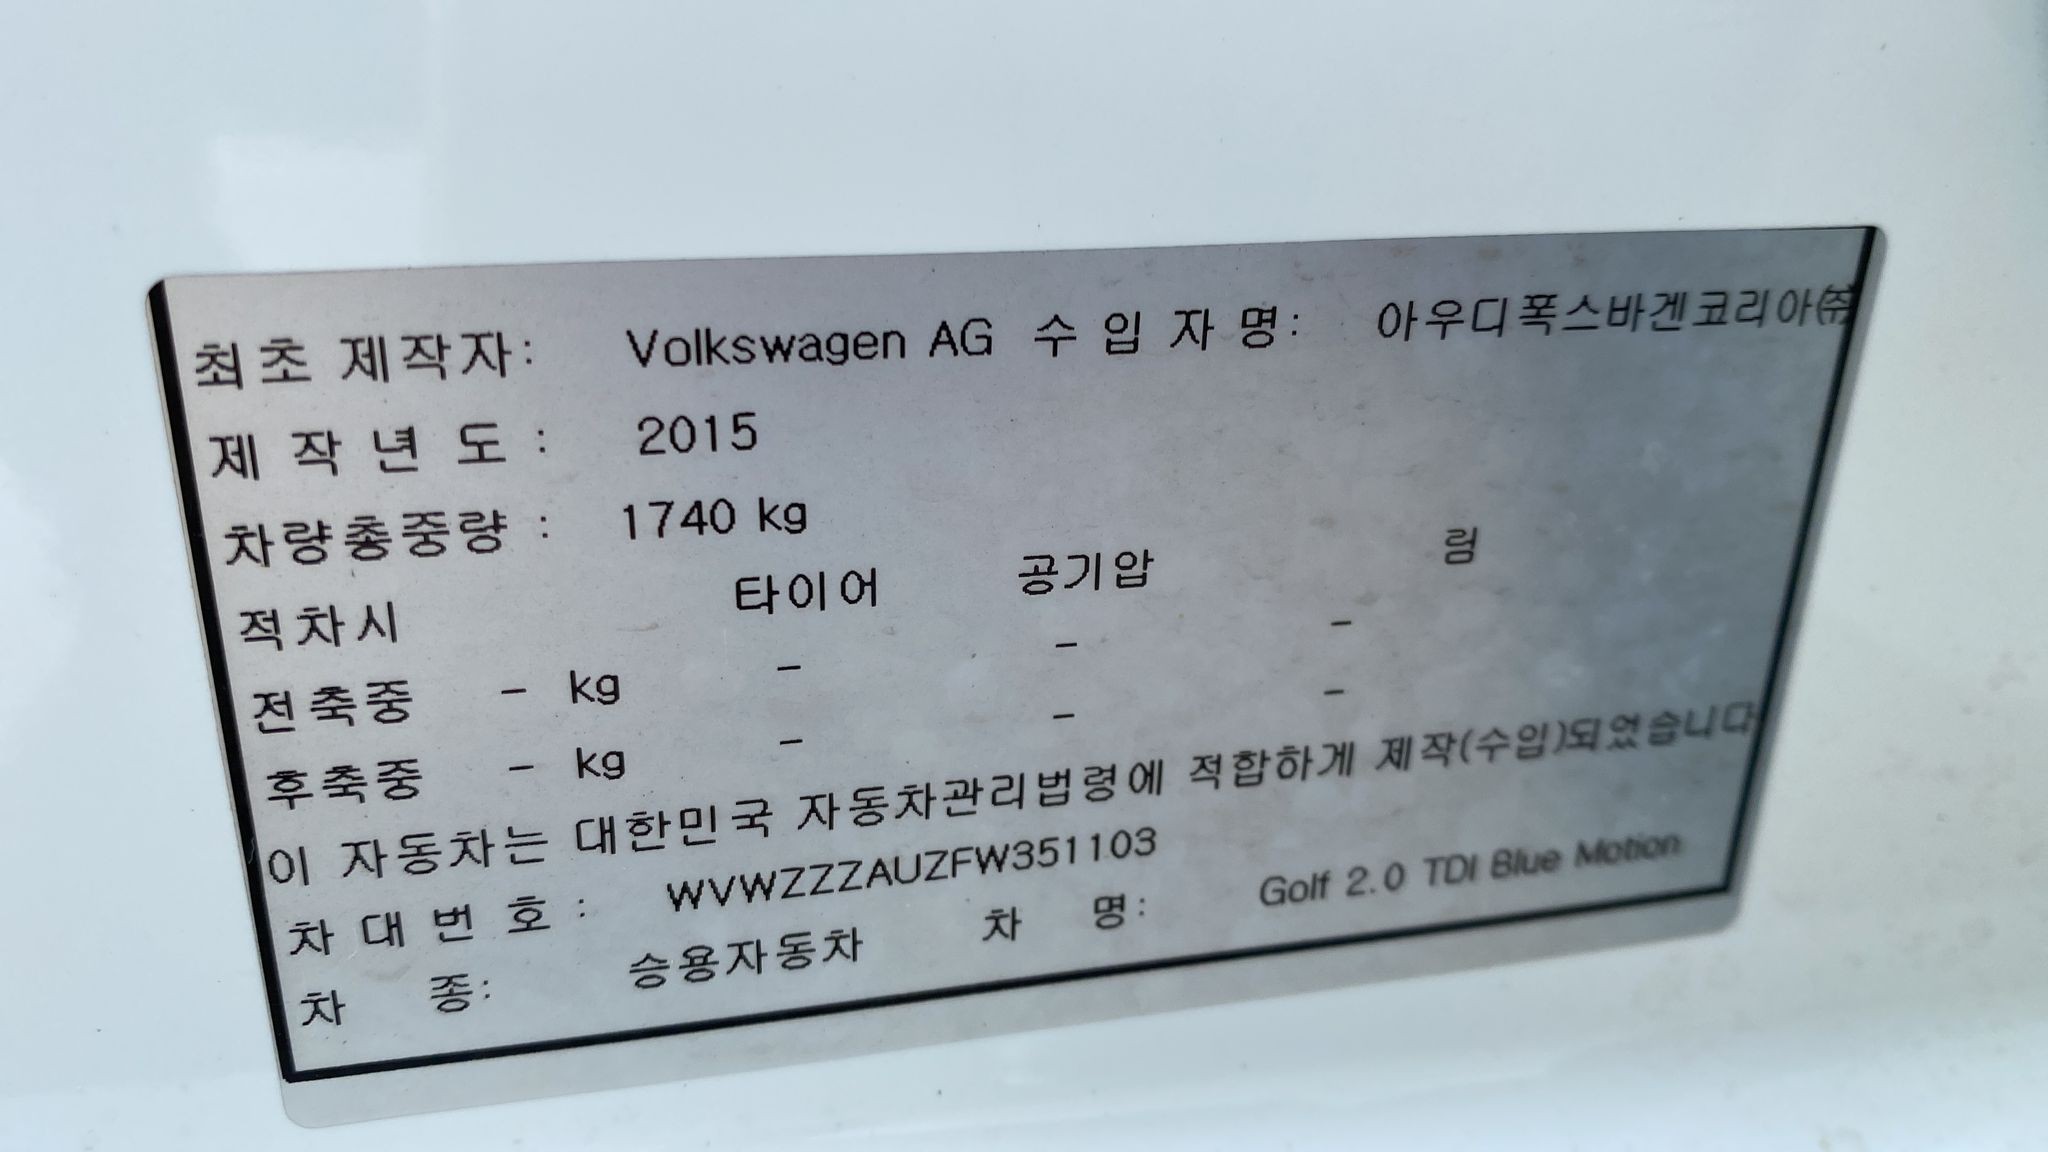 최초 제작자: Volkswagen AG 수 입 자 명: 아우디폭스바겐코리아㈜
제 작 년 도 : 2015
차량총중량 : 1740 kg
적차시 타이어 공기압 림
전축중 - kg - - -
후축중 - kg - - -
이 자동차는 대한민국 자동차관리법령에 적합하게 제작(수입)되었습니다
차 대 번 호 : WVWZZZAUZFW351103
차 종: 승용자동차 차 명: Golf 2.0 TDI Blue Motion